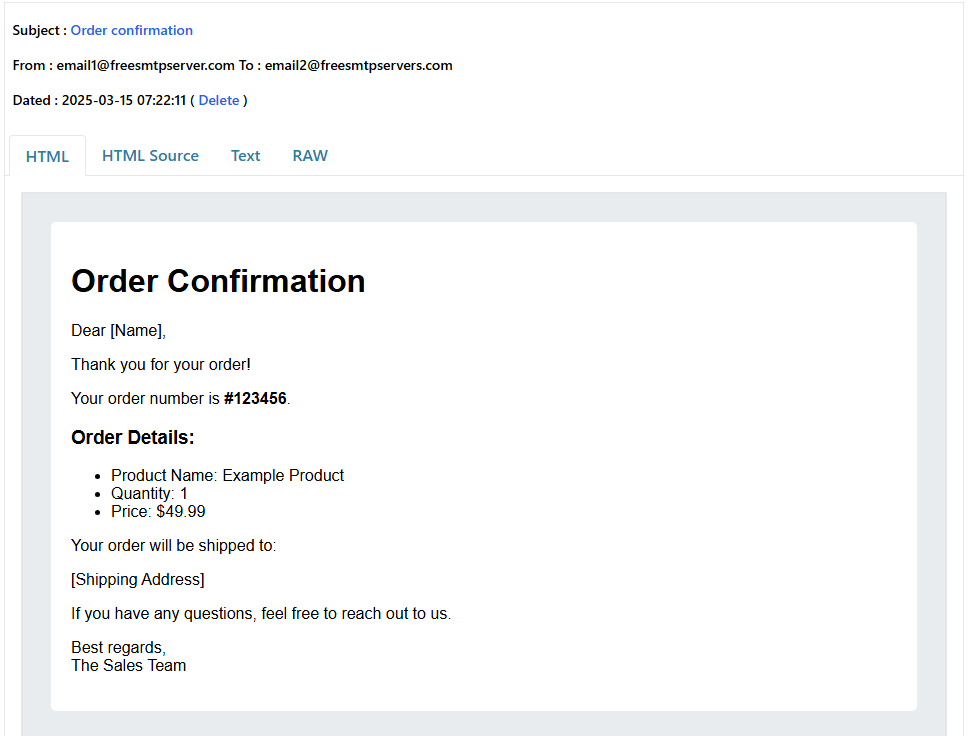 Subject : Order confirmation
From : email1@freesmtpserver.com To : email2@freesmtpservers.com
Dated : 2025-03-15 07:22:11 ( Delete )
HTML HTML Source Text RAW
Order Confirmation
Dear [Name],
Thank you for your order!
Your order number is #123456.
Order Details:
• Product Name: Example Product
• Quantity: 1
• Price: $49.99
Your order will be shipped to:
[Shipping Address]
If you have any questions, feel free to reach out to us.
Best regards,
The Sales Team